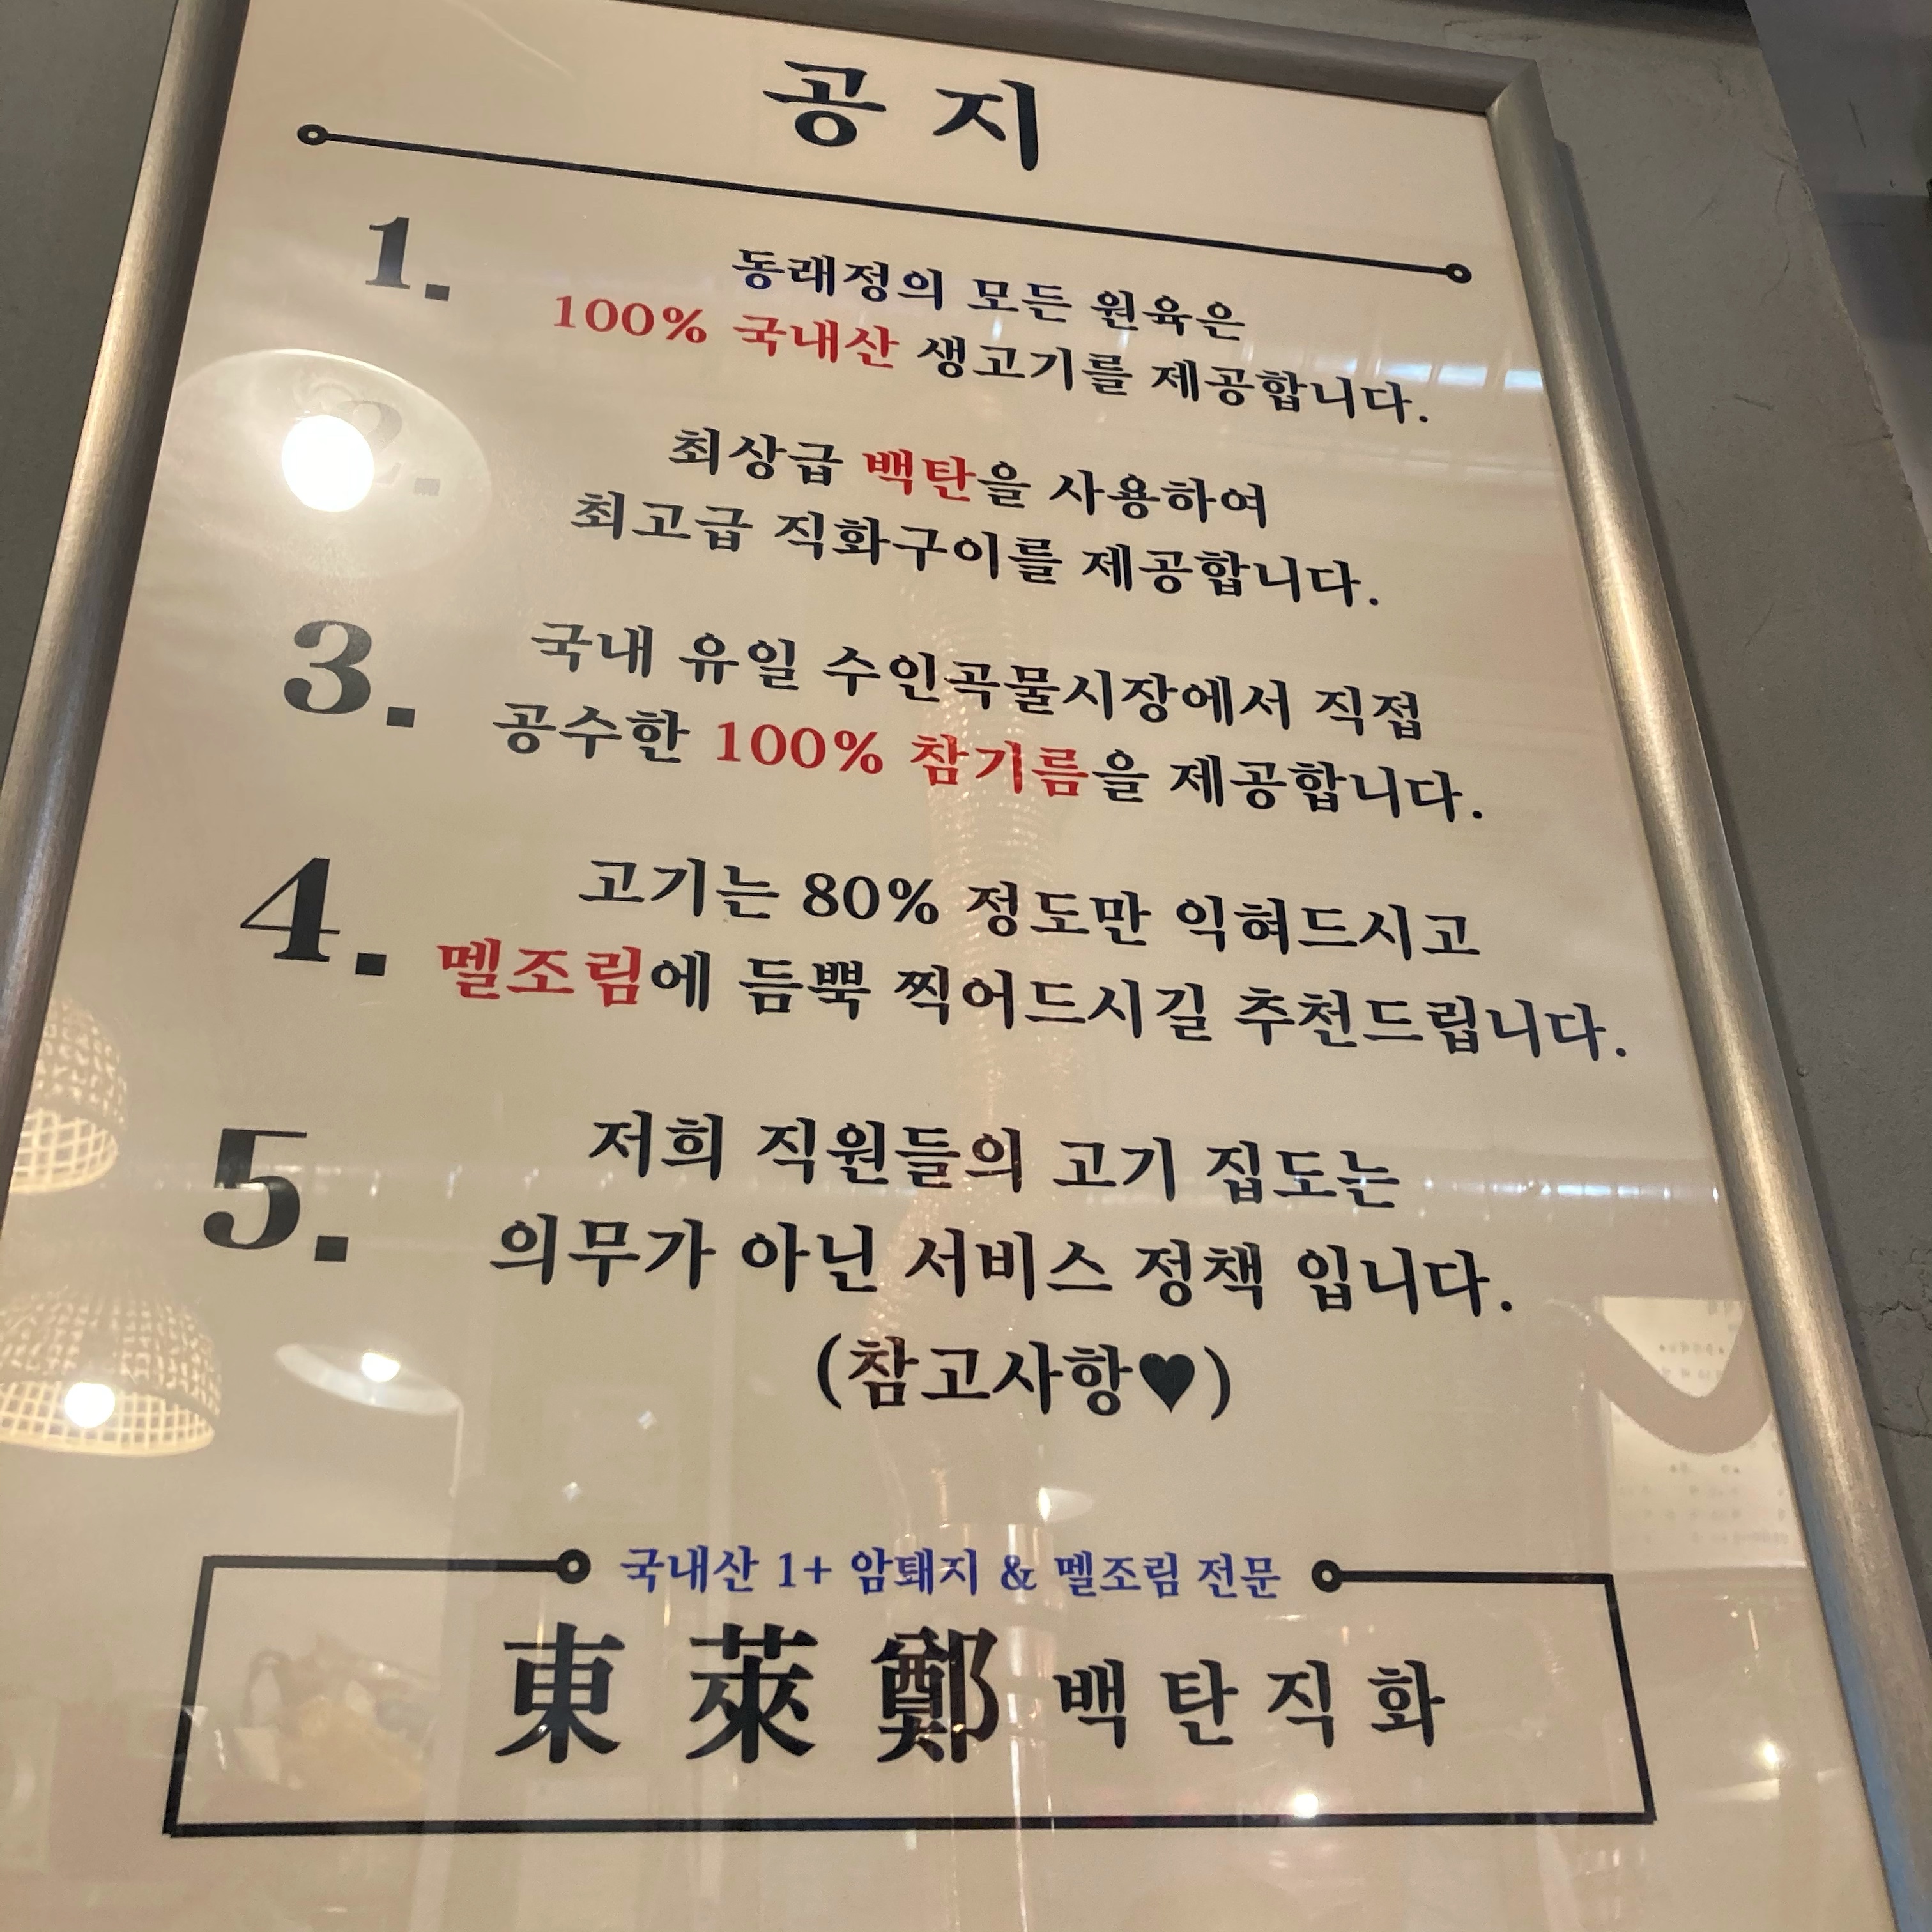 공지
1. 동래정의 모든 원육은
100% 국내산 생고기를 제공합니다.
2. 최상급 백탄을 사용하여
최고급 직화구이를 제공합니다.
3. 국내 유일 수인곡물시장에서 직접
공수한 100% 참기름을 제공합니다.
4. 고기는 80% 정도만 익혀드시고
멜조림에 듬뿍 찍어드시길 추천드립니다.
5. 저희 직원들의 고기 집도는
의무가 아닌 서비스 정책 입니다.
(참고사항♥)
국내산 1+ 암퇘지 & 멜조림 전문
東萊鄭 백탄직화